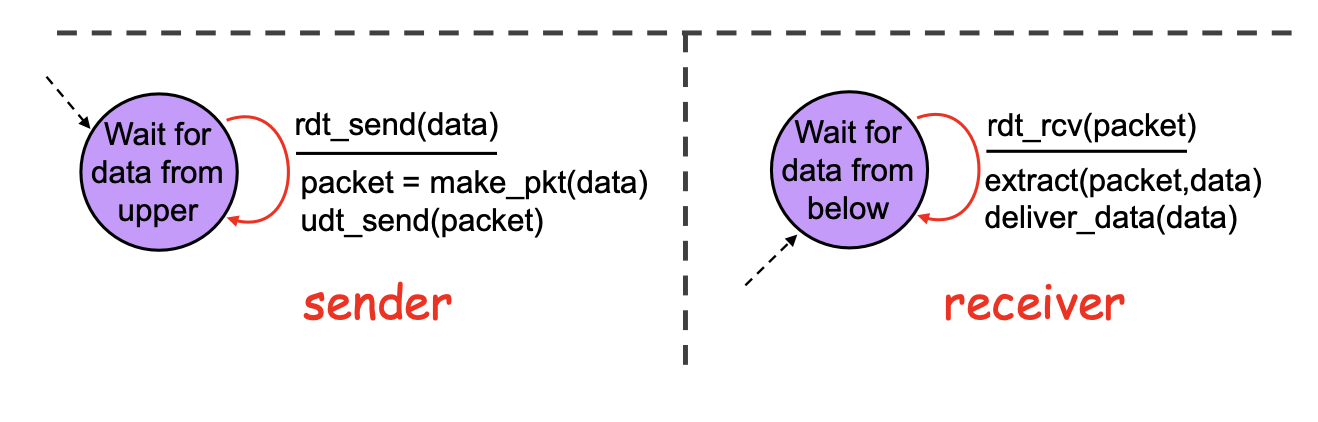 Wait for
data from
upper
rdt_send(data)
packet = make_pkt(data)
udt_send(packet)
sender
Wait for
data from
below
rdt_rcv(packet)
extract(packet,data)
deliver_data(data)
receiver